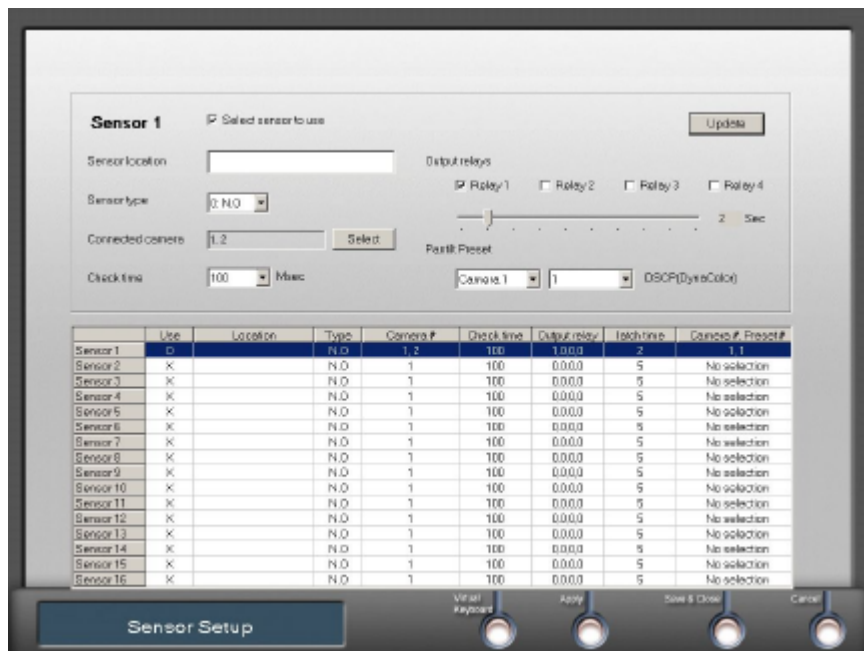 Sensor 1
Select sensor to use
Update
Sensor location
Output relays
Relay 1 Relay 2 Relay 3 Relay 4
Sensor type
0: N.O
2 Sec
Connected camera
1, 2
Select
Pantilt Preset
Check time
100 Msec
Camera 1
1
DSCP(DynaColor)
Use Location Type Camera # Check time Output relay latch time Camera #, Preset #
Sensor 1 O N.O 1, 2 100 1,0,0,0 2 1, 1
Sensor 2 X N.O 1 100 0,0,0,0 5 No selection
Sensor 3 X N.O 1 100 0,0,0,0 5 No selection
Sensor 4 X N.O 1 100 0,0,0,0 5 No selection
Sensor 5 X N.O 1 100 0,0,0,0 5 No selection
Sensor 6 X N.O 1 100 0,0,0,0 5 No selection
Sensor 7 X N.O 1 100 0,0,0,0 5 No selection
Sensor 8 X N.O 1 100 0,0,0,0 5 No selection
Sensor 9 X N.O 1 100 0,0,0,0 5 No selection
Sensor 10 X N.O 1 100 0,0,0,0 5 No selection
Sensor 11 X N.O 1 100 0,0,0,0 5 No selection
Sensor 12 X N.O 1 100 0,0,0,0 5 No selection
Sensor 13 X N.O 1 100 0,0,0,0 5 No selection
Sensor 14 X N.O 1 100 0,0,0,0 5 No selection
Sensor 15 X N.O 1 100 0,0,0,0 5 No selection
Sensor 16 X N.O 1 100 0,0,0,0 5 No selection
Sensor Setup
Virtual
Keyboard
Apply
Save & Close
Cancel